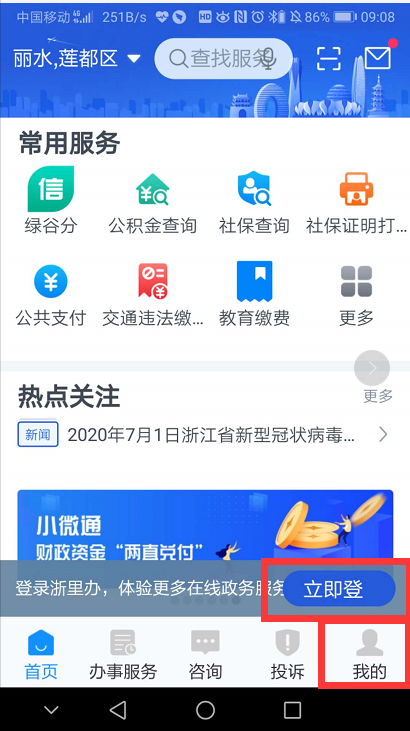 中国移动 4G 251B/s HD N 86% 09:08
丽水,莲都区 查找服务
常用服务
信
绿谷分 公积金查询 社保查询 社保证明打...
公共支付 交通违法缴... 教育缴费 更多
热点关注 更多
新闻 2020年7月1日浙江省新型冠状病毒...
小微通
财政资金“两直兑付”
登录浙里办，体验更多在线政务服务 立即登
首页 办事服务 咨询 投诉 我的